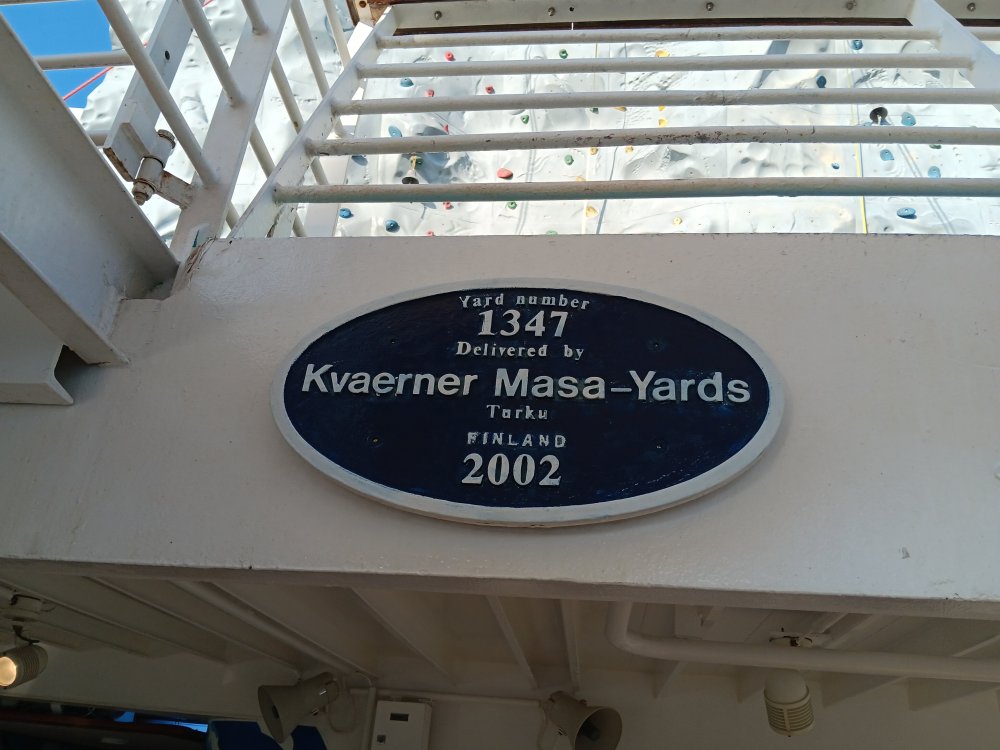 Yard number
1347
Delivered by
Kvaerner Masa-Yards
Turku
FINLAND
2002